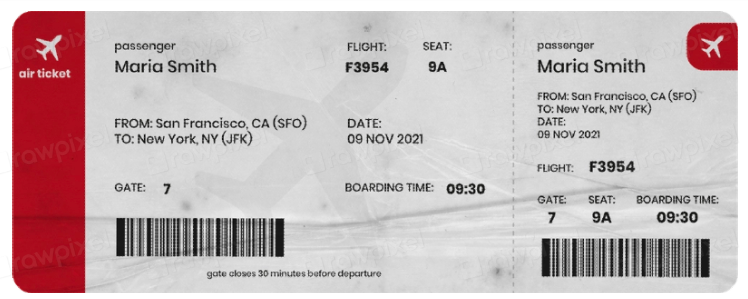 air ticket
passenger
Maria Smith
FLIGHT: SEAT:
F3954 9A
FROM: San Francisco, CA (SFO)
TO: New York, NY (JFK)
DATE:
09 NOV 2021
GATE: 7
BOARDING TIME: 09:30
gate closes 30 minutes before departure
passenger
Maria Smith
FROM: San Francisco, CA (SFO)
TO: New York, NY (JFK)
DATE:
09 NOV 2021
FLIGHT: F3954
GATE: SEAT: BOARDING TIME:
7 9A 09:30
rawpixel